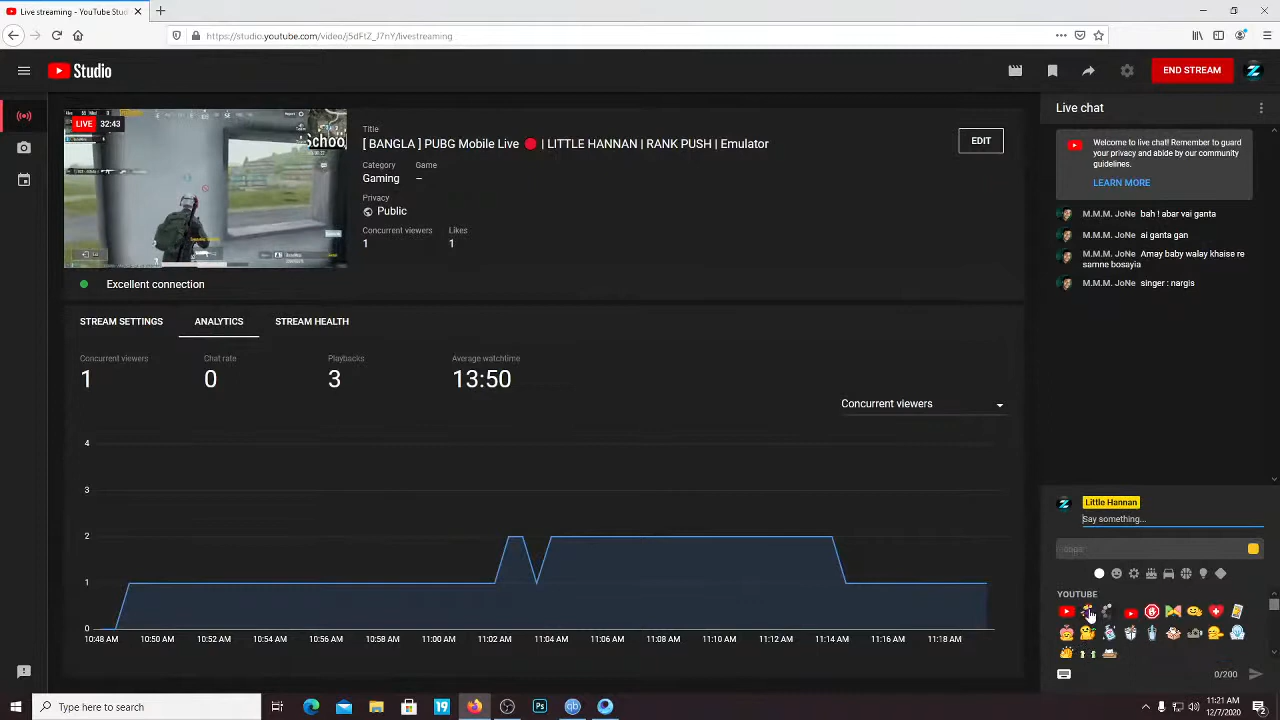 Live streaming - YouTube Stud
https://studio.youtube.com/video/j5dFtZ_J7nY/livestreaming
Studio
END STREAM
LIVE 32:43
Title
[ BANGLA ] PUBG Mobile Live 🔴 | LITTLE HANNAN | RANK PUSH | Emulator
EDIT
Category Game
Gaming –
Privacy
Public
Concurrent viewers Likes
1 1
Excellent connection
STREAM SETTINGS ANALYTICS STREAM HEALTH
Concurrent viewers Chat rate Playbacks Average watchtime
1 0 3 13:50
Concurrent viewers
4
3
2
1
0
10:48 AM 10:50 AM 10:52 AM 10:54 AM 10:56 AM 10:58 AM 11:00 AM 11:02 AM 11:04 AM 11:06 AM 11:08 AM 11:10 AM 11:12 AM 11:14 AM 11:16 AM 11:18 AM
Live chat
Welcome to live chat! Remember to guard
your privacy and abide by our community
guidelines.
LEARN MORE
M.M.M. JoNe bah ! abar vai ganta
M.M.M. JoNe ai ganta gan
M.M.M. JoNe Amay baby walay khaise re
samne bosayia
M.M.M. JoNe singer : nargis
Little Hannan
Say something...
oops
YOUTUBE
0/200
Type here to search
19
Ps
qb
11:21 AM
12/7/2020